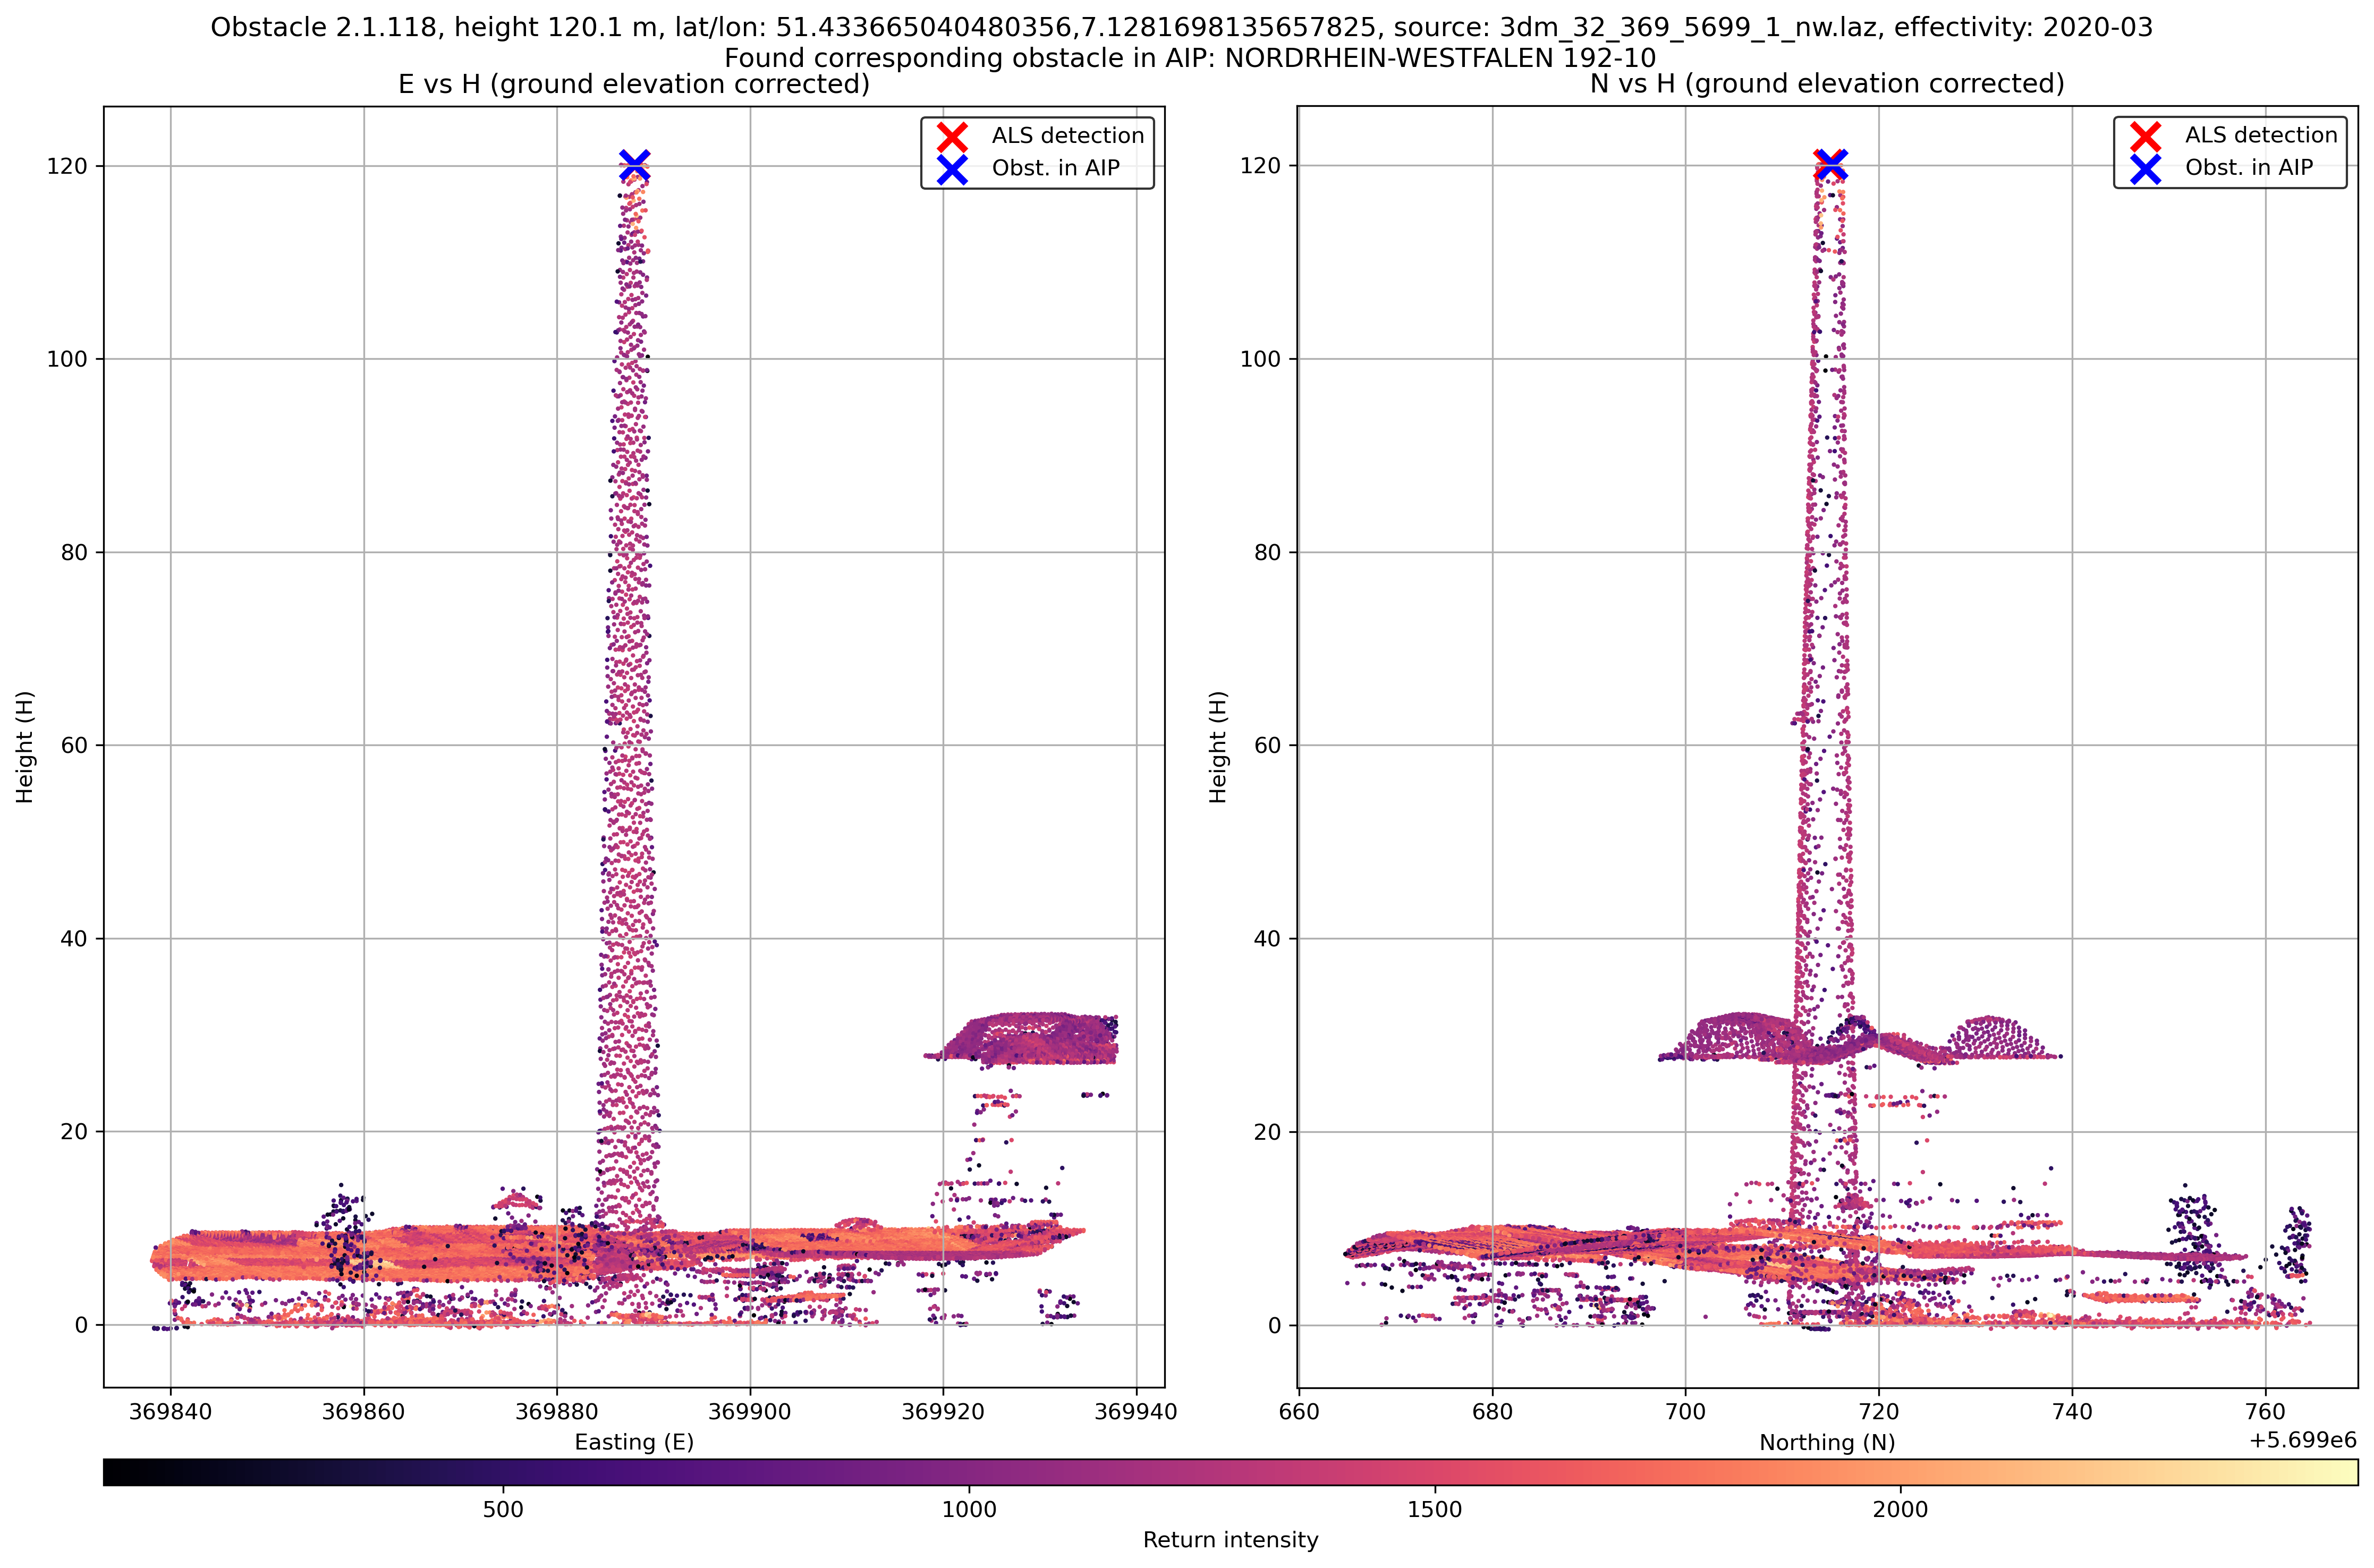 Obstacle 2.1.118, height 120.1 m, lat/lon: 51.433665040480356,7.1281698135657825, source: 3dm_32_369_5699_1_nw.laz, effectivity: 2020-03
Found corresponding obstacle in AIP: NORDRHEIN-WESTFALEN 192-10
E vs H (ground elevation corrected)
ALS detection
Obst. in AIP
120
100
80
60
40
20
0
Height (H)
369840 369860 369880 369900 369920 369940
Easting (E)
N vs H (ground elevation corrected)
ALS detection
Obst. in AIP
120
100
80
60
40
20
0
Height (H)
660 680 700 720 740 760
Northing (N)
+5.699e6
500 1000 1500 2000
Return intensity